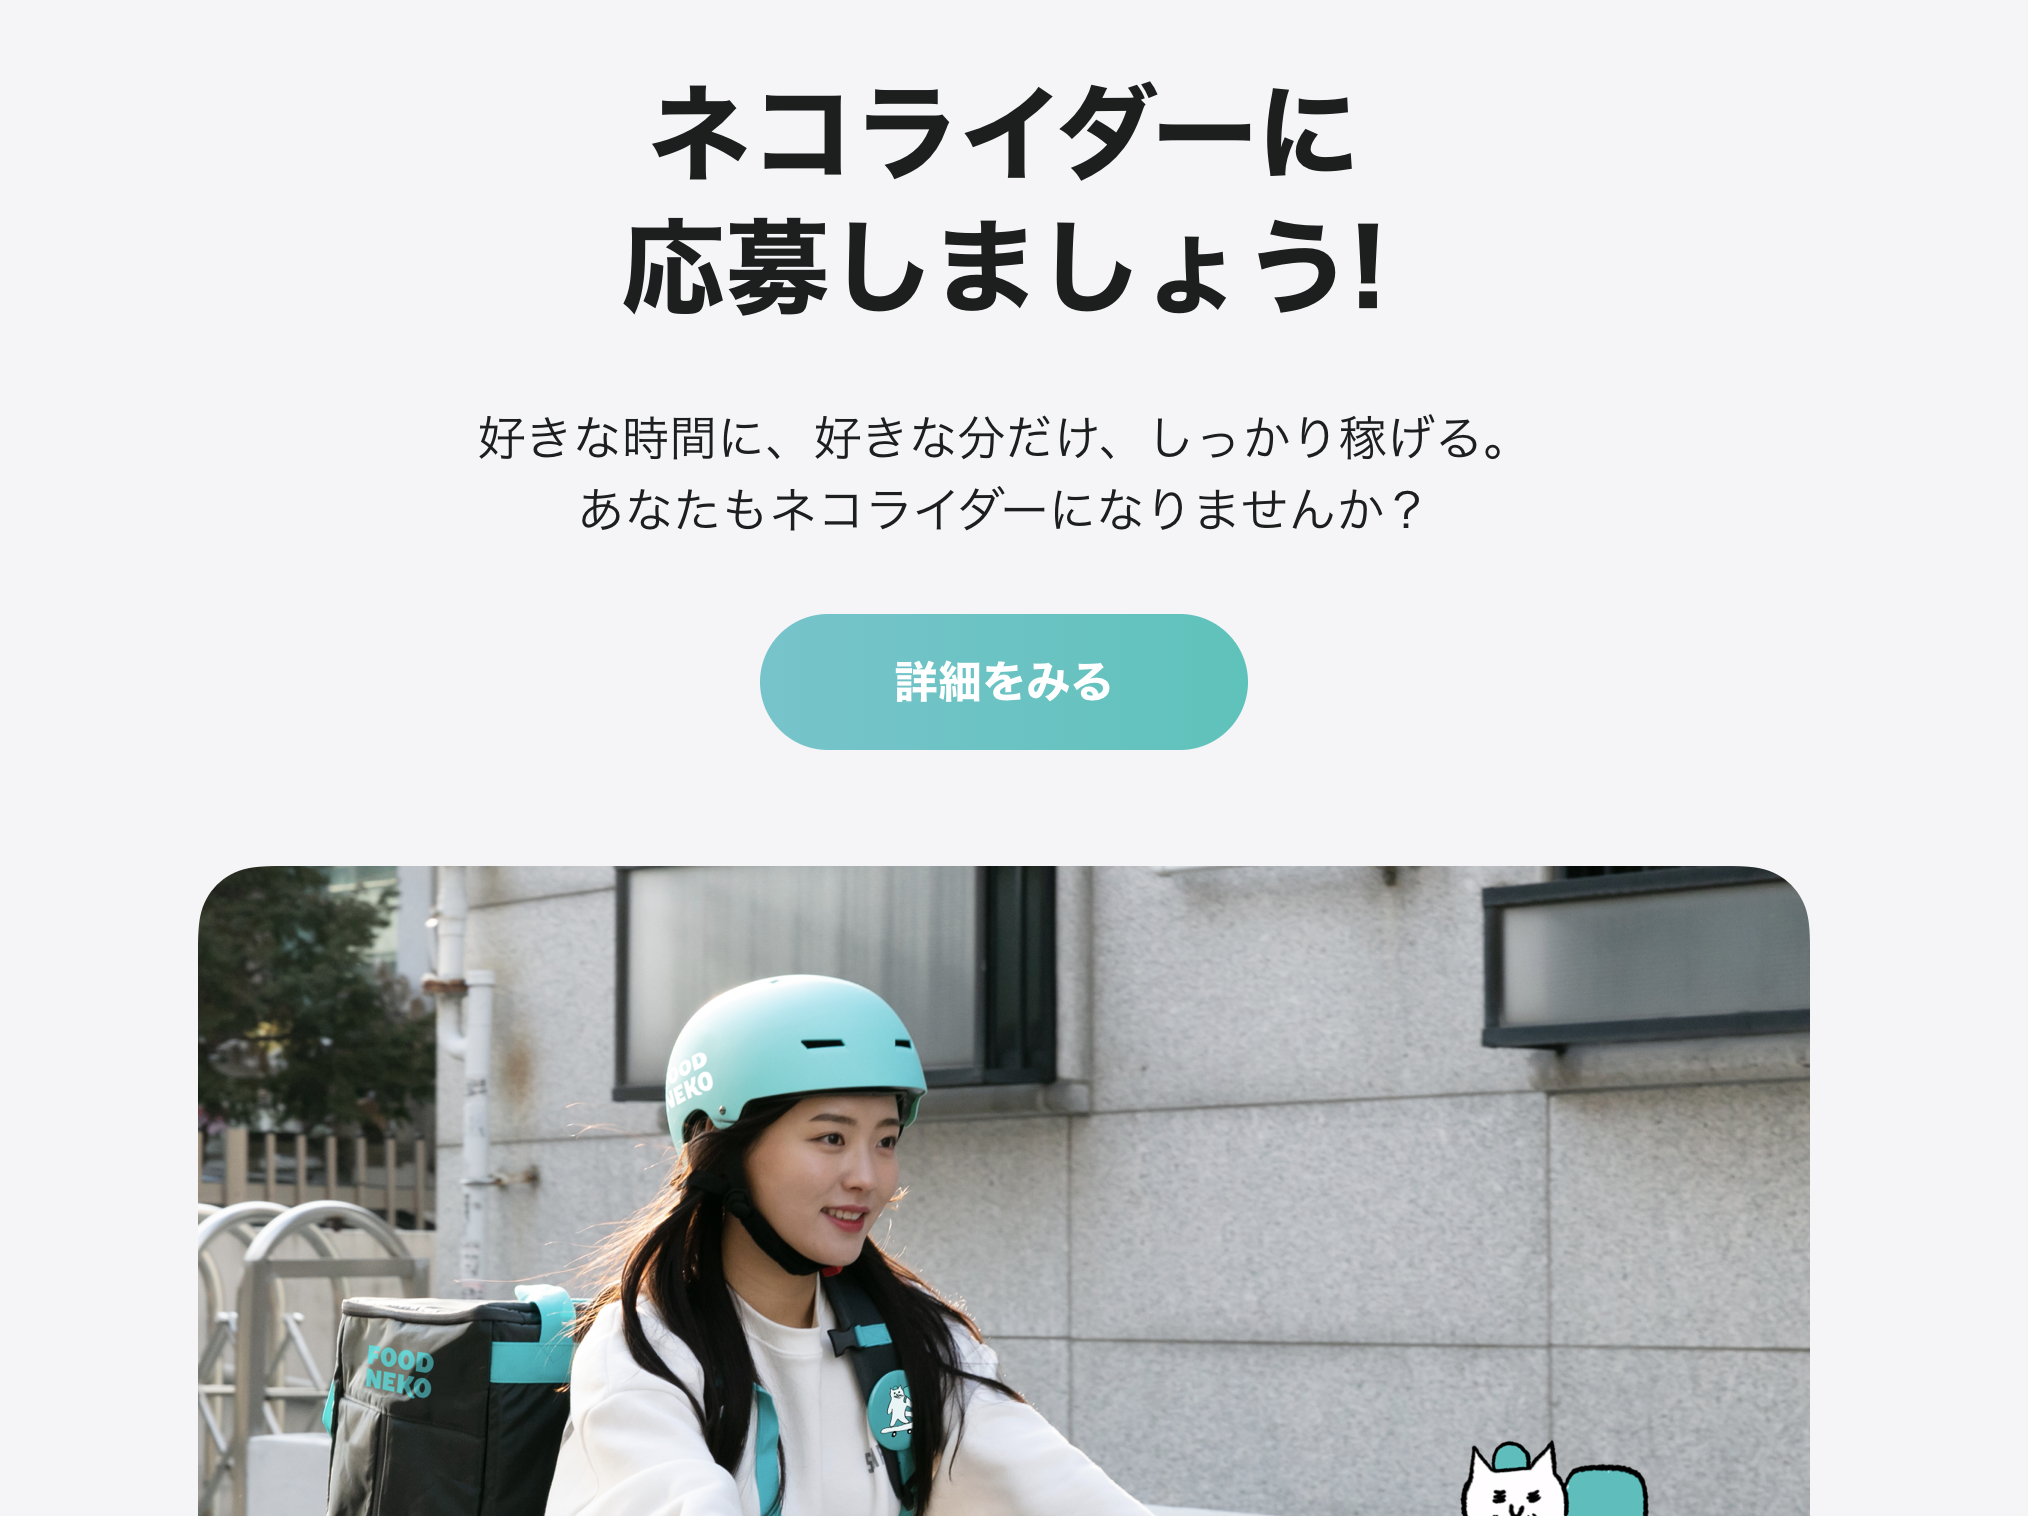 ネコライダーに
応募しましょう!
好きな時間に、好きな分だけ、しっかり稼げる。
あなたもネコライダーになりませんか？
詳細をみる
NEKO
FOOD
NEKO